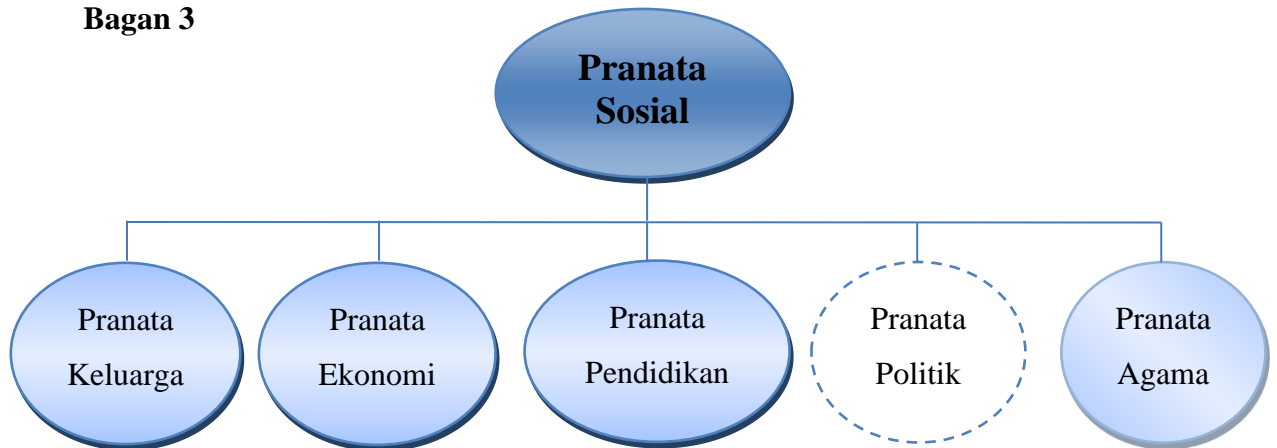 Bagan 3
Pranata
Sosial
Pranata
Keluarga
Pranata
Ekonomi
Pranata
Pendidikan
Pranata
Politik
Pranata
Agama